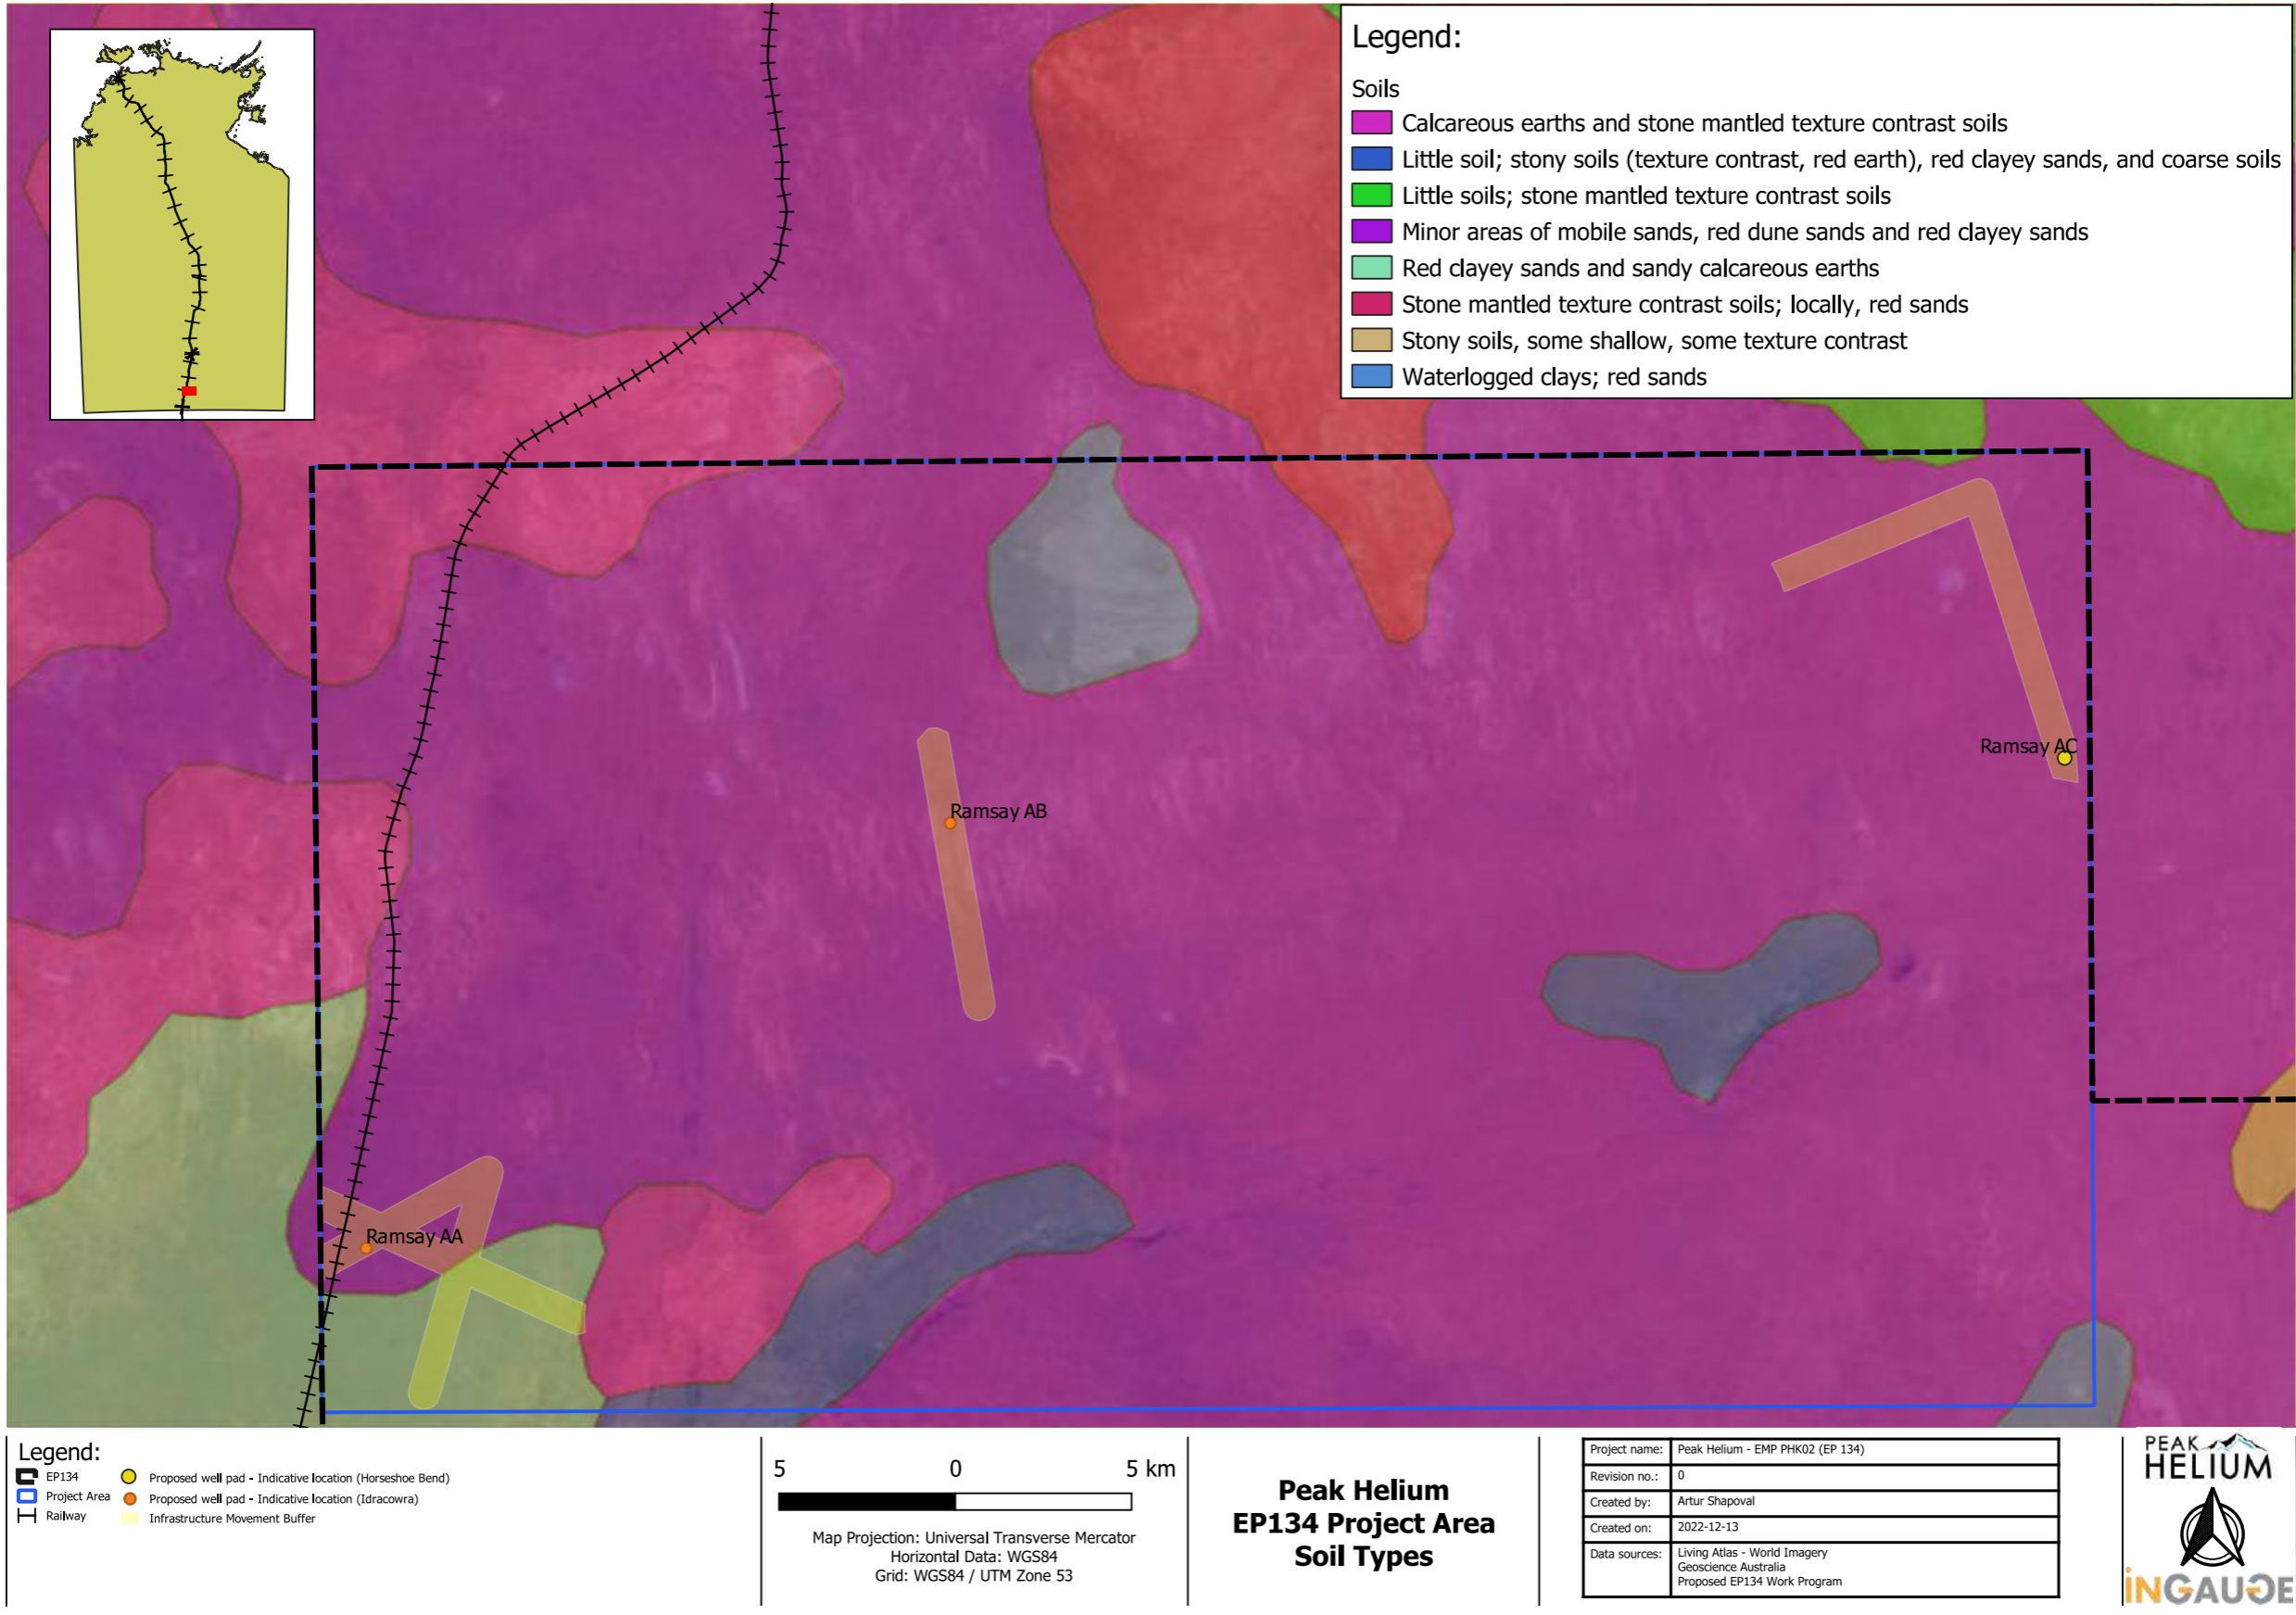 Legend:
Soils
Calcareous earths and stone mantled texture contrast soils
Little soil; stony soils (texture contrast, red earth), red clayey sands, and coarse soils
Little soils; stone mantled texture contrast soils
Minor areas of mobile sands, red dune sands and red clayey sands
Red clayey sands and sandy calcareous earths
Stone mantled texture contrast soils; locally, red sands
Stony soils, some shallow, some texture contrast
Waterlogged clays; red sands
Ramsay AC
Ramsay AB
Ramsay AA
Legend:
EP134
Project Area
Railway
Proposed well pad - Indicative location (Horseshoe Bend)
Proposed well pad - Indicative location (Idracowra)
Infrastructure Movement Buffer
5 0 5 km
Map Projection: Universal Transverse Mercator
Horizontal Data: WGS84
Grid: WGS84 / UTM Zone 53
Peak Helium
EP134 Project Area
Soil Types
Project name: Peak Helium - EMP PHK02 (EP 134)
Revision no.: 0
Created by: Artur Shapoval
Created on: 2022-12-13
Data sources: Living Atlas - World Imagery
Geoscience Australia
Proposed EP134 Work Program
PEAK
HELIUM
iNGAUGE